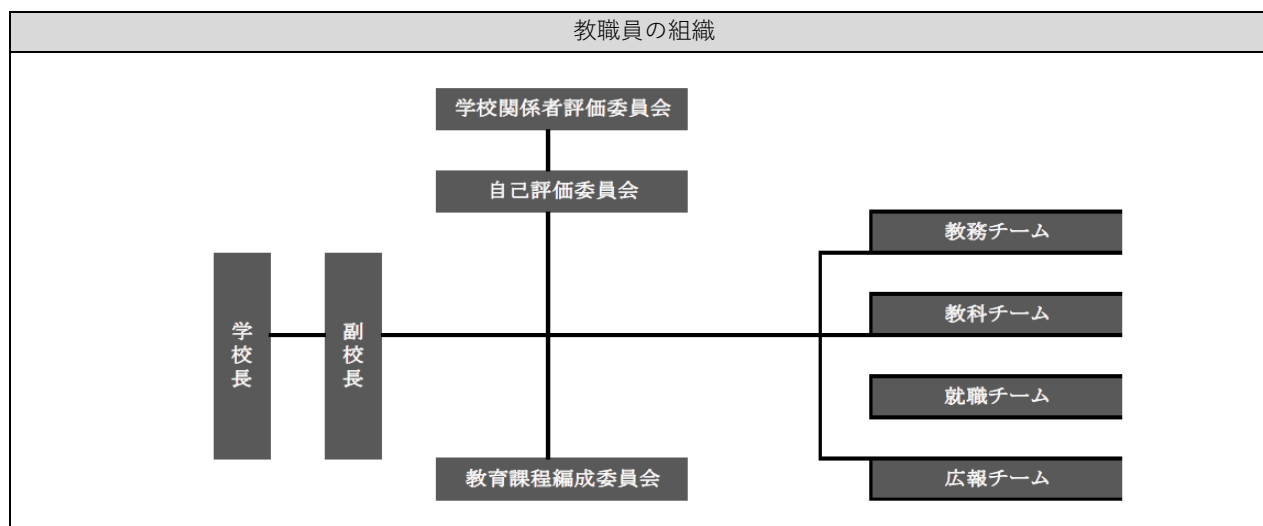 教職員の組織
学校関係者評価委員会
自己評価委員会
学校長
副校長
教育課程編成委員会
教務チーム
教科チーム
就職チーム
広報チーム